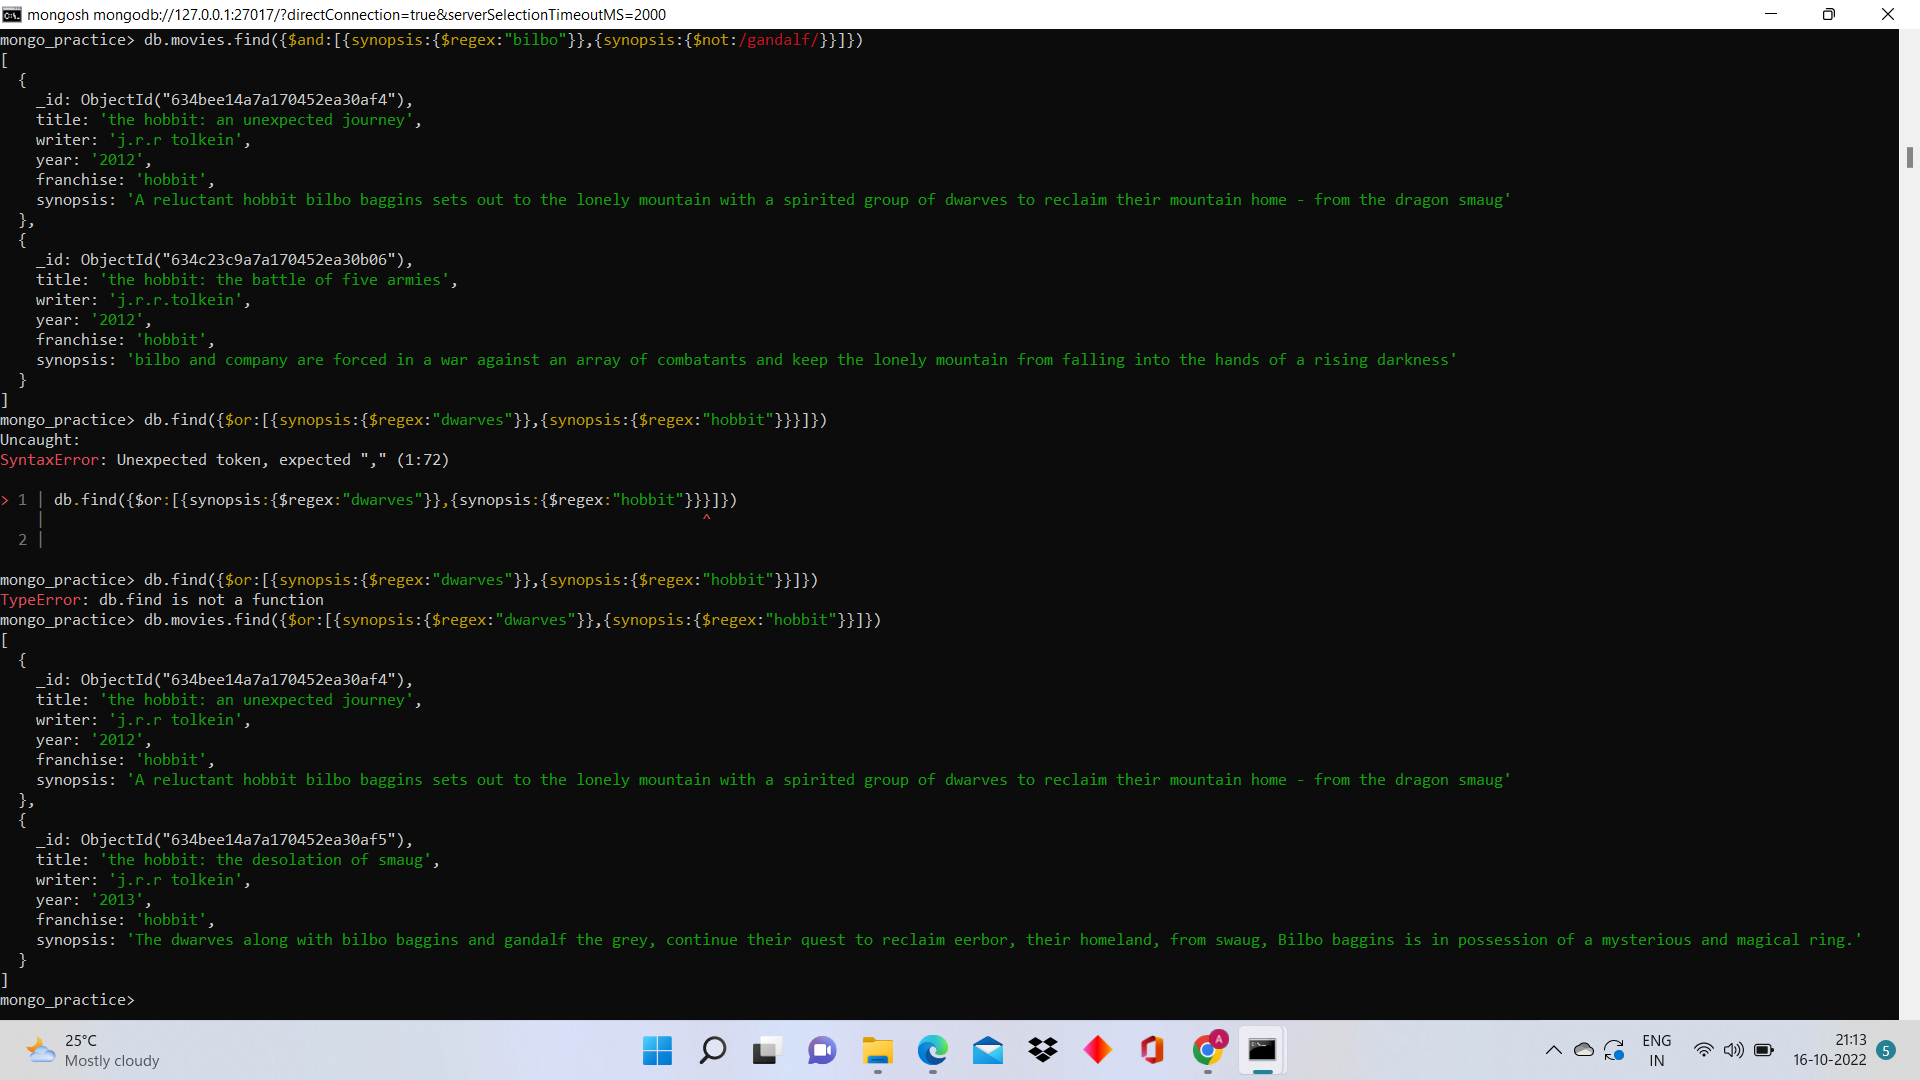 mongosh mongodb://127.0.0.1:27017/?directConnection=true&serverSelectionTimeoutMS=2000
mongo_practice> db.movies.find({$and:[{synopsis:{$regex:"bilbo"}},{synopsis:{$not:/gandalf/}}]})
[
  {
    _id: ObjectId("634bee14a7a170452ea30af4"),
    title: 'the hobbit: an unexpected journey',
    writer: 'j.r.r tolkein',
    year: '2012',
    franchise: 'hobbit',
    synopsis: 'A reluctant hobbit bilbo baggins sets out to the lonely mountain with a spirited group of dwarves to reclaim their mountain home - from the dragon smaug'
  },
  {
    _id: ObjectId("634c23c9a7a170452ea30b06"),
    title: 'the hobbit: the battle of five armies',
    writer: 'j.r.r.tolkein',
    year: '2012',
    franchise: 'hobbit',
    synopsis: 'bilbo and company are forced in a war against an array of combatants and keep the lonely mountain from falling into the hands of a rising darkness'
  }
]
mongo_practice> db.find({$or:[{synopsis:{$regex:"dwarves"}},{synopsis:{$regex:"hobbit"}}}]})
Uncaught:
SyntaxError: Unexpected token, expected "," (1:72)
> 1 | db.find({$or:[{synopsis:{$regex:"dwarves"}},{synopsis:{$regex:"hobbit"}}}]})
    |                                                                         ^
  2 |
mongo_practice> db.find({$or:[{synopsis:{$regex:"dwarves"}},{synopsis:{$regex:"hobbit"}}]})
TypeError: db.find is not a function
mongo_practice> db.movies.find({$or:[{synopsis:{$regex:"dwarves"}},{synopsis:{$regex:"hobbit"}}]})
[
  {
    _id: ObjectId("634bee14a7a170452ea30af4"),
    title: 'the hobbit: an unexpected journey',
    writer: 'j.r.r tolkein',
    year: '2012',
    franchise: 'hobbit',
    synopsis: 'A reluctant hobbit bilbo baggins sets out to the lonely mountain with a spirited group of dwarves to reclaim their mountain home - from the dragon smaug'
  },
  {
    _id: ObjectId("634bee14a7a170452ea30af5"),
    title: 'the hobbit: the desolation of smaug',
    writer: 'j.r.r tolkein',
    year: '2013',
    franchise: 'hobbit',
    synopsis: 'The dwarves along with bilbo baggins and gandalf the grey, continue their quest to reclaim eerbor, their homeland, from swaug, Bilbo baggins is in possession of a mysterious and magical ring.'
  }
]
mongo_practice>
25°C
Mostly cloudy
A
ENG
IN
21:13
16-10-2022
5